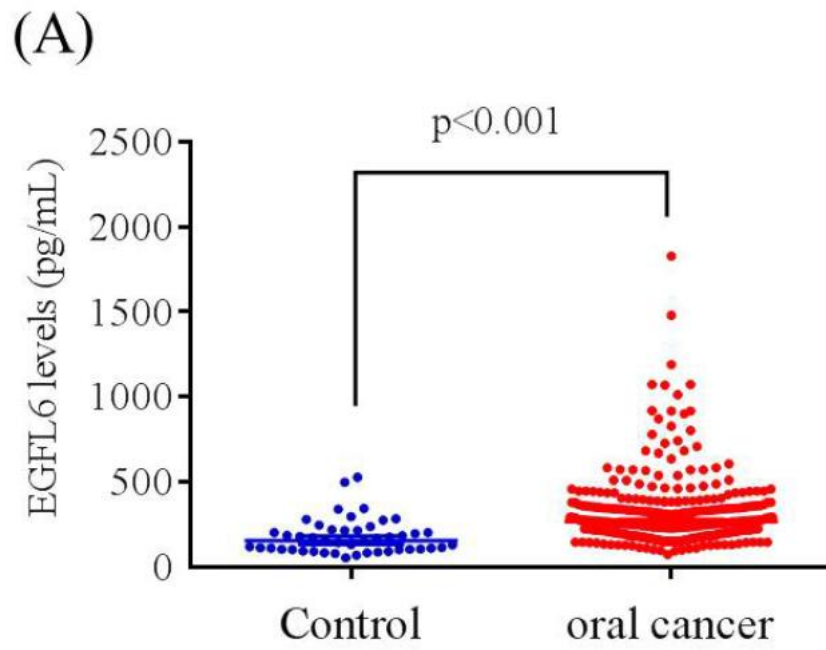 (A)
p<0.001
EGFL6 levels (pg/mL)
2500
2000
1500
1000
500
0
Control
oral cancer